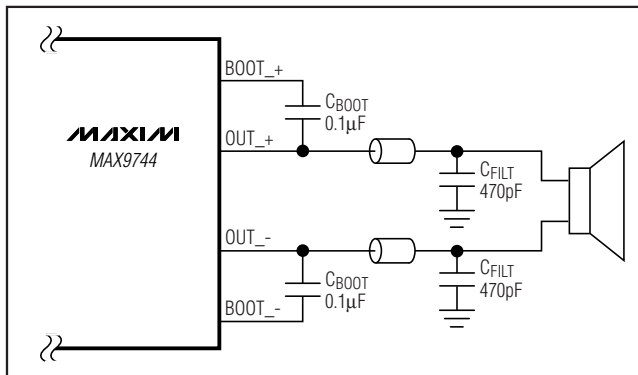 BOOT_+
CBOOT
0.1µF
MAXIM
MAX9744
OUT_+
CFILT
470pF
OUT_-
CBOOT
0.1µF
CFILT
470pF
BOOT_-